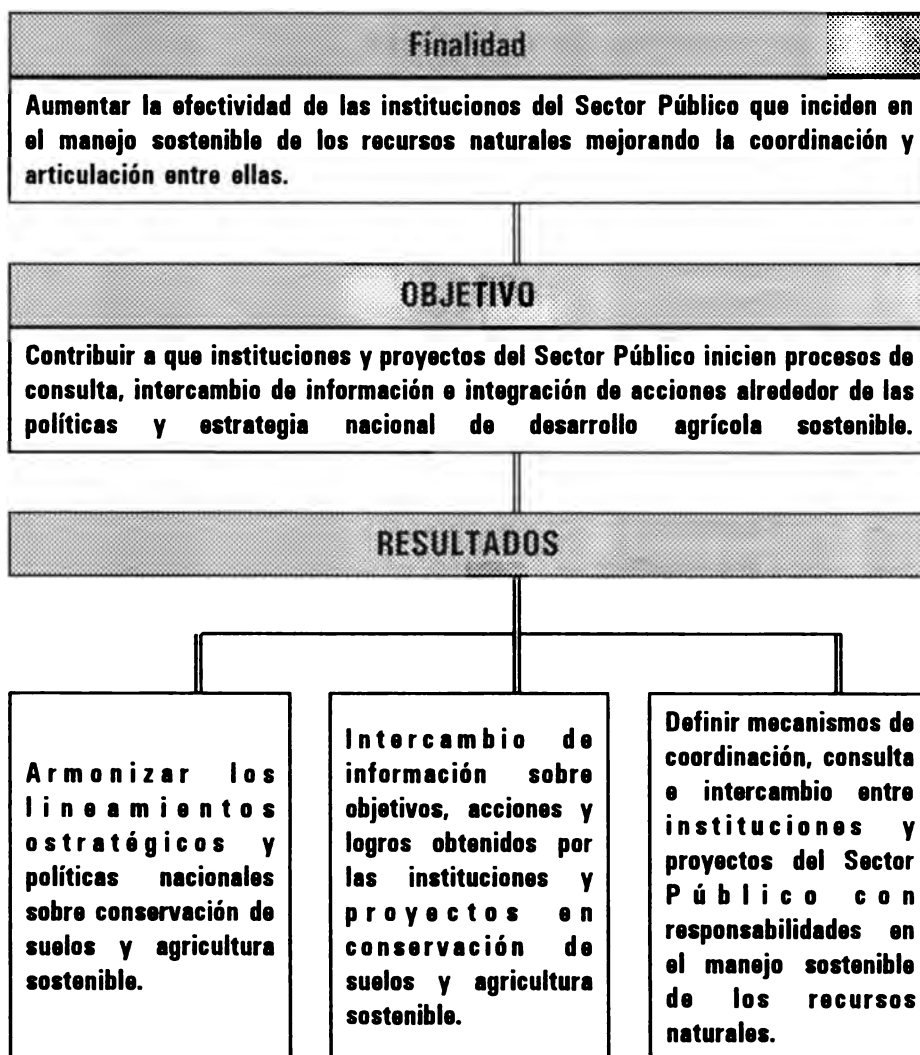 Finalidad
Aumentar la efectividad de las institucionos del Sector Público que inciden en
el manejo sostenible de los recursos naturales mejorando la coordinación y
articulación entre ellas.
OBJETIVO
Contribuir a que instituciones y proyectos del Sector Público inicien procesos de
consulta, intercambio de información e integración de acciones alrededor de las
políticas y estrategia nacional de desarrollo agrícola sostenible.
RESULTADOS
Armonizar los
lineamientos
ostratégicos y
políticas nacionales
sobre conservación de
suelos y agricultura
sostenible.
Intercambio de
información sobre
objetivos, acciones y
logros obtenidos por
las instituciones y
proyectos en
conservación de
suelos y agricultura
sostenible.
Definir mecanismos de
coordinación, consulta
e intercambio entre
instituciones y
proyectos del Sector
Público con
responsabilidades en
el manejo sostenible
de los recursos
naturales.